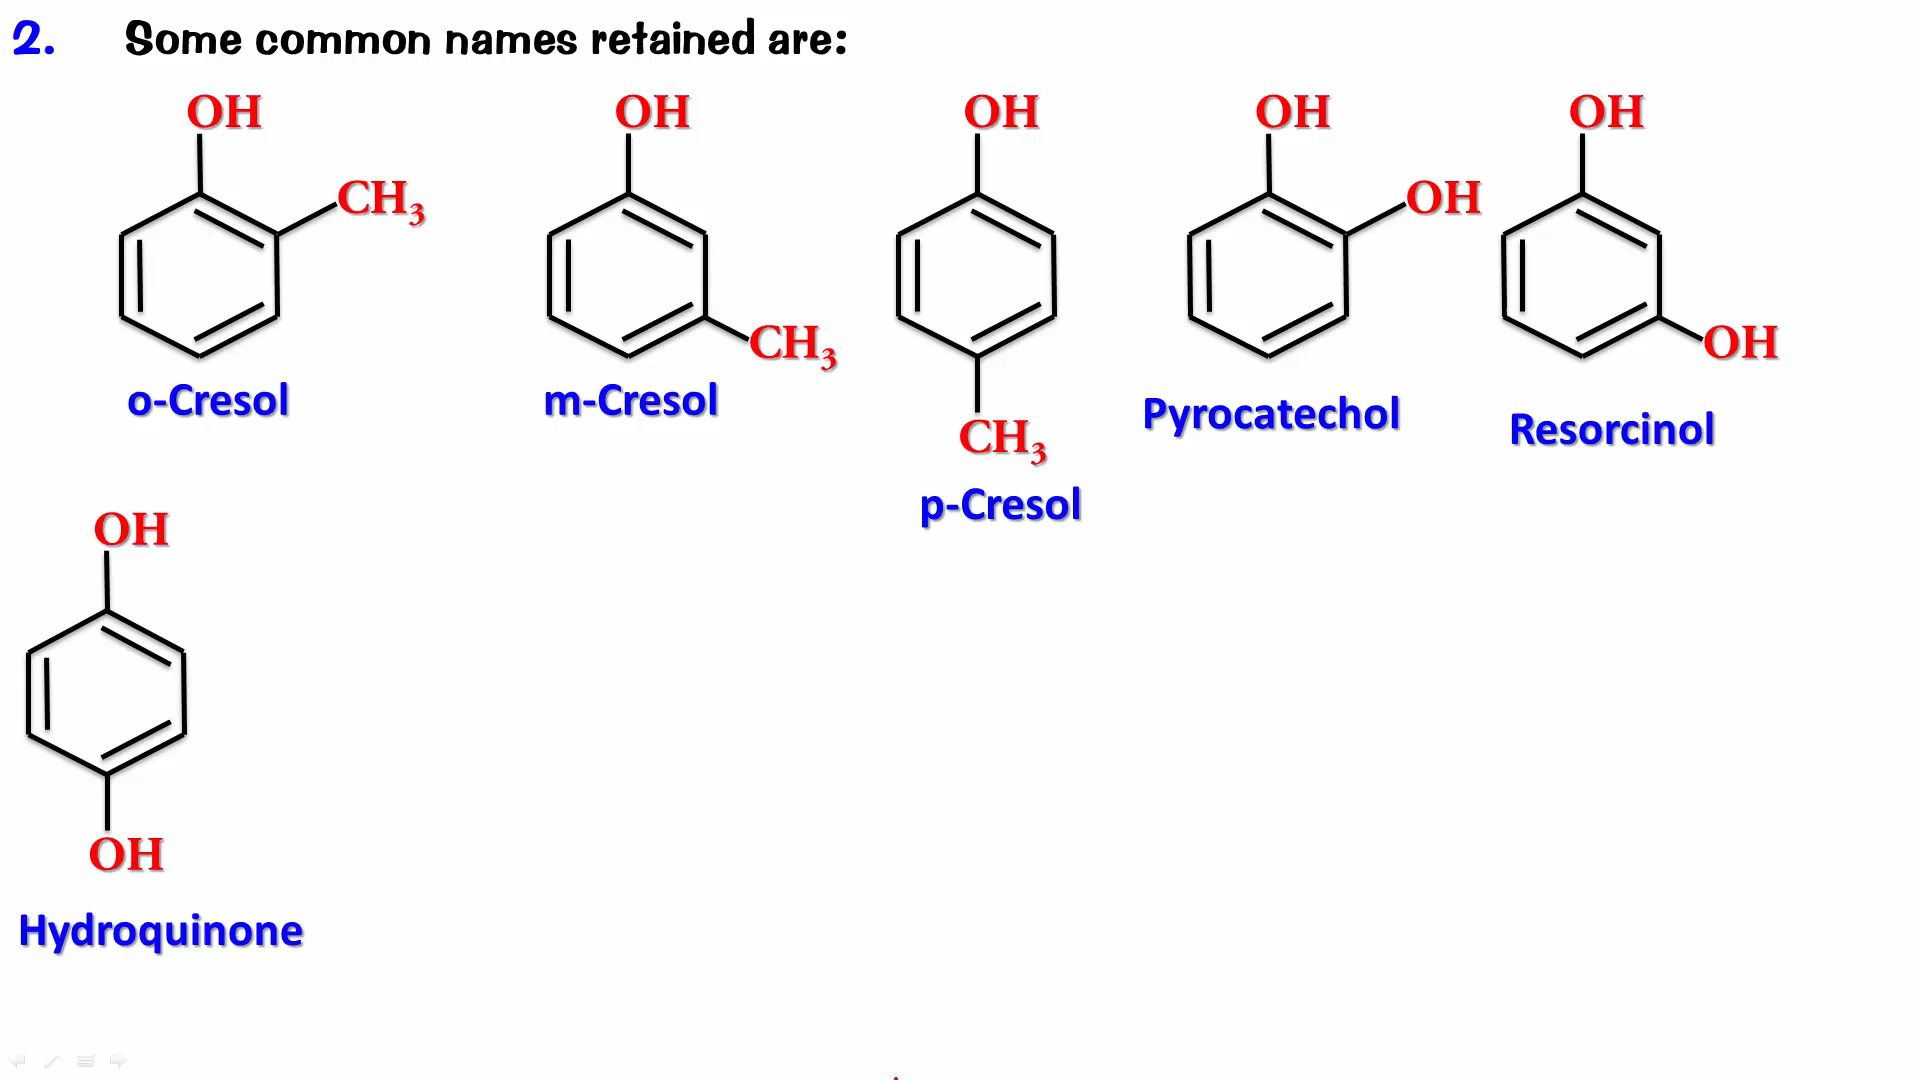 2. Some common names retained are:
OH OH OH OH OH
CH₃ OH
CH₃ OH
o-Cresol m-Cresol Pyrocatechol Resorcinol
CH₃
p-Cresol
OH
OH
Hydroquinone